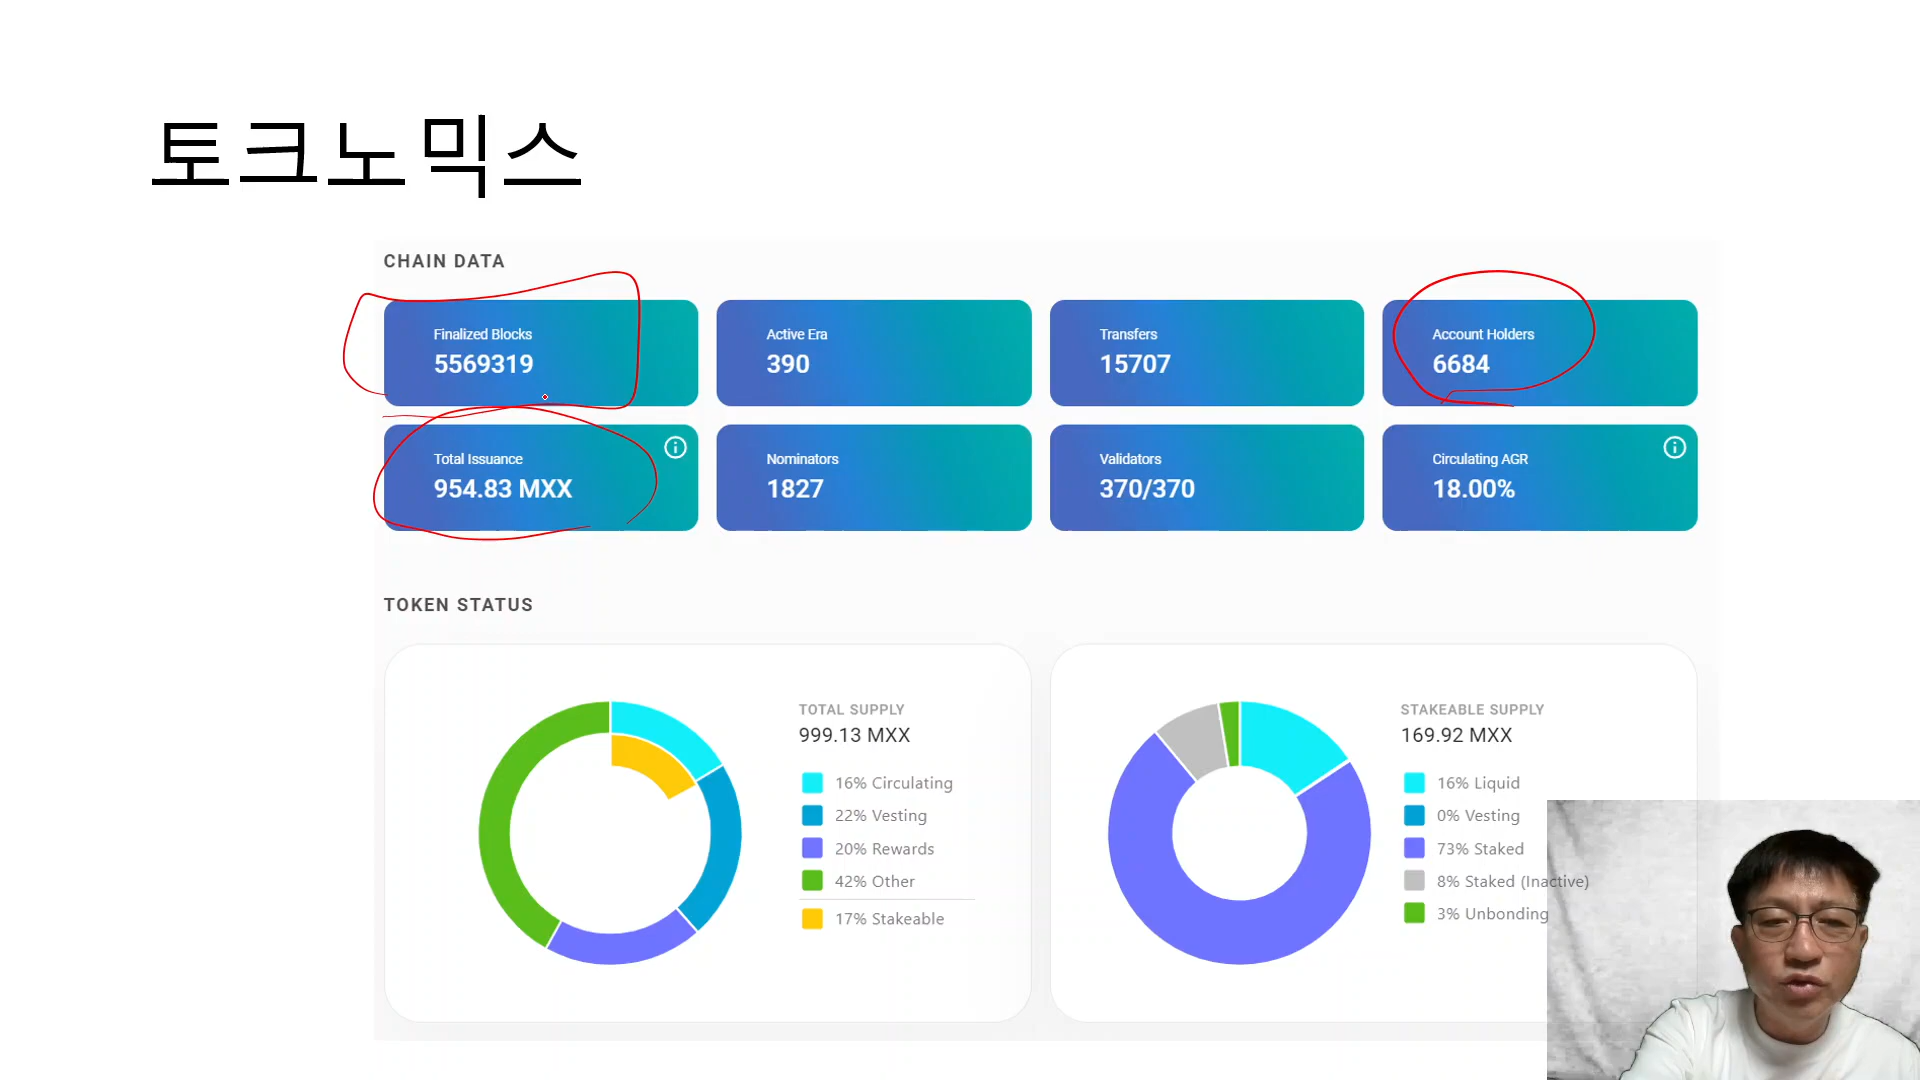 토크노믹스
CHAIN DATA
Finalized Blocks
5569319
Active Era
390
Transfers
15707
Account Holders
6684
Total Issuance
954.83 MXX
Nominators
1827
Validators
370/370
Circulating AGR
18.00%
TOKEN STATUS
TOTAL SUPPLY
999.13 MXX
16% Circulating
22% Vesting
20% Rewards
42% Other
17% Stakeable
STAKEABLE SUPPLY
169.92 MXX
16% Liquid
0% Vesting
73% Staked
8% Staked (Inactive)
3% Unbonding